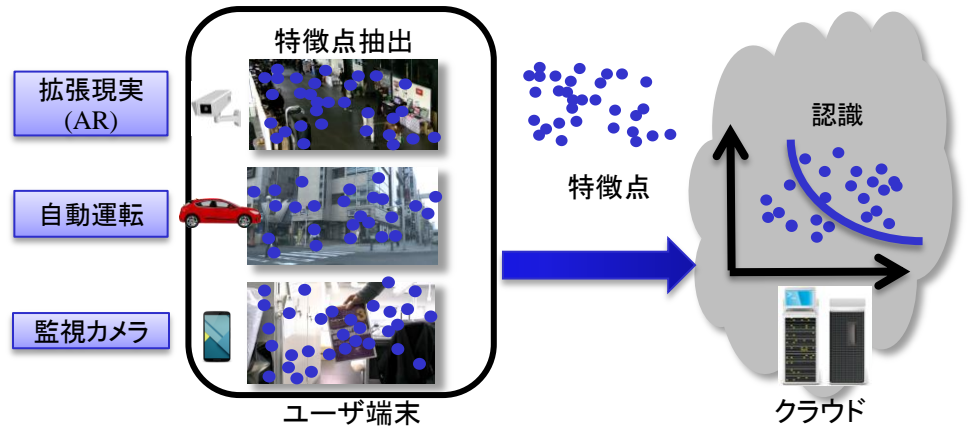 特徴点抽出
拡張現実
(AR)
自動運転
監視カメラ
ユーザ端末
特徴点
認識
クラウド